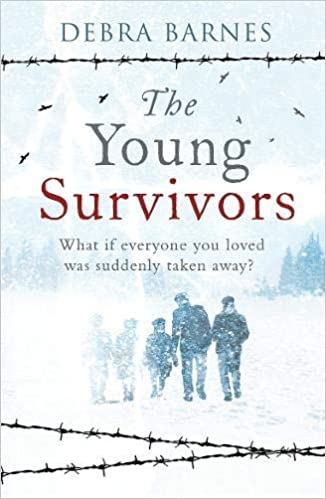 DEBRA BARNES
The
Young
Survivors
What if everyone you loved
was suddenly taken away?